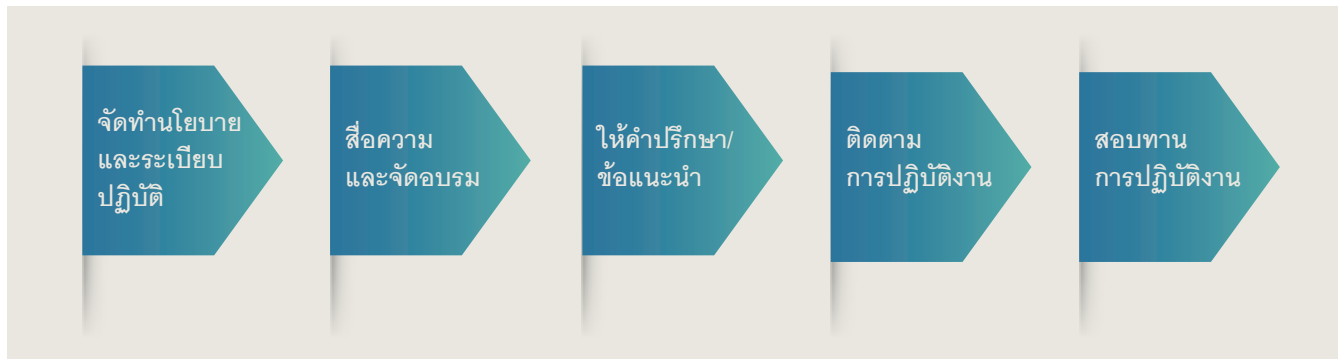 จัดทำนโยบาย
และระเบียบ
ปฏิบัติ
สื่อความ
และจัดอบรม
ให้คำปรึกษา/
ข้อแนะนำ
ติดตาม
การปฏิบัติงาน
สอบทาน
การปฏิบัติงาน